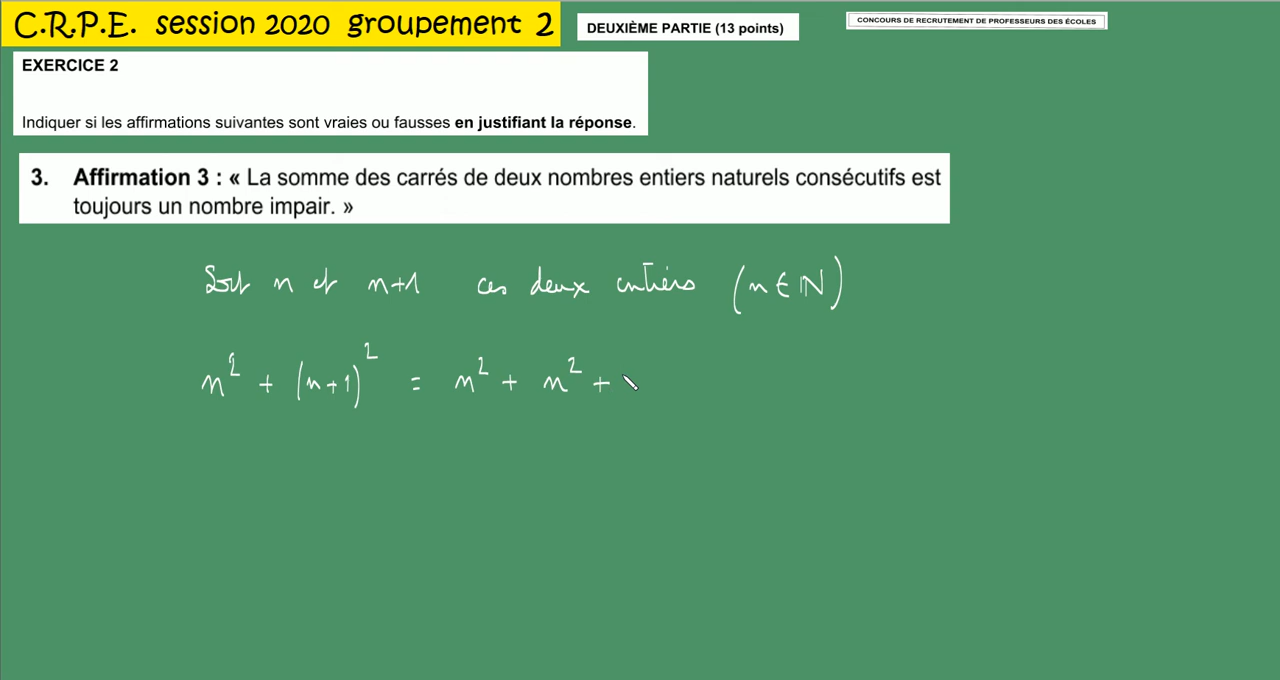 C.R.P.E. session 2020 groupement 2
DEUXIÈME PARTIE (13 points)
CONCOURS DE RECRUTEMENT DE PROFESSEURS DES ÉCOLES
EXERCICE 2
Indiquer si les affirmations suivantes sont vraies ou fausses en justifiant la réponse.
3. Affirmation 3 : « La somme des carrés de deux nombres entiers naturels consécutifs est
toujours un nombre impair. »
Soit n et n+1 ces deux entiers (n ∈ ℕ)
n² + (n+1)² = n² + n² +